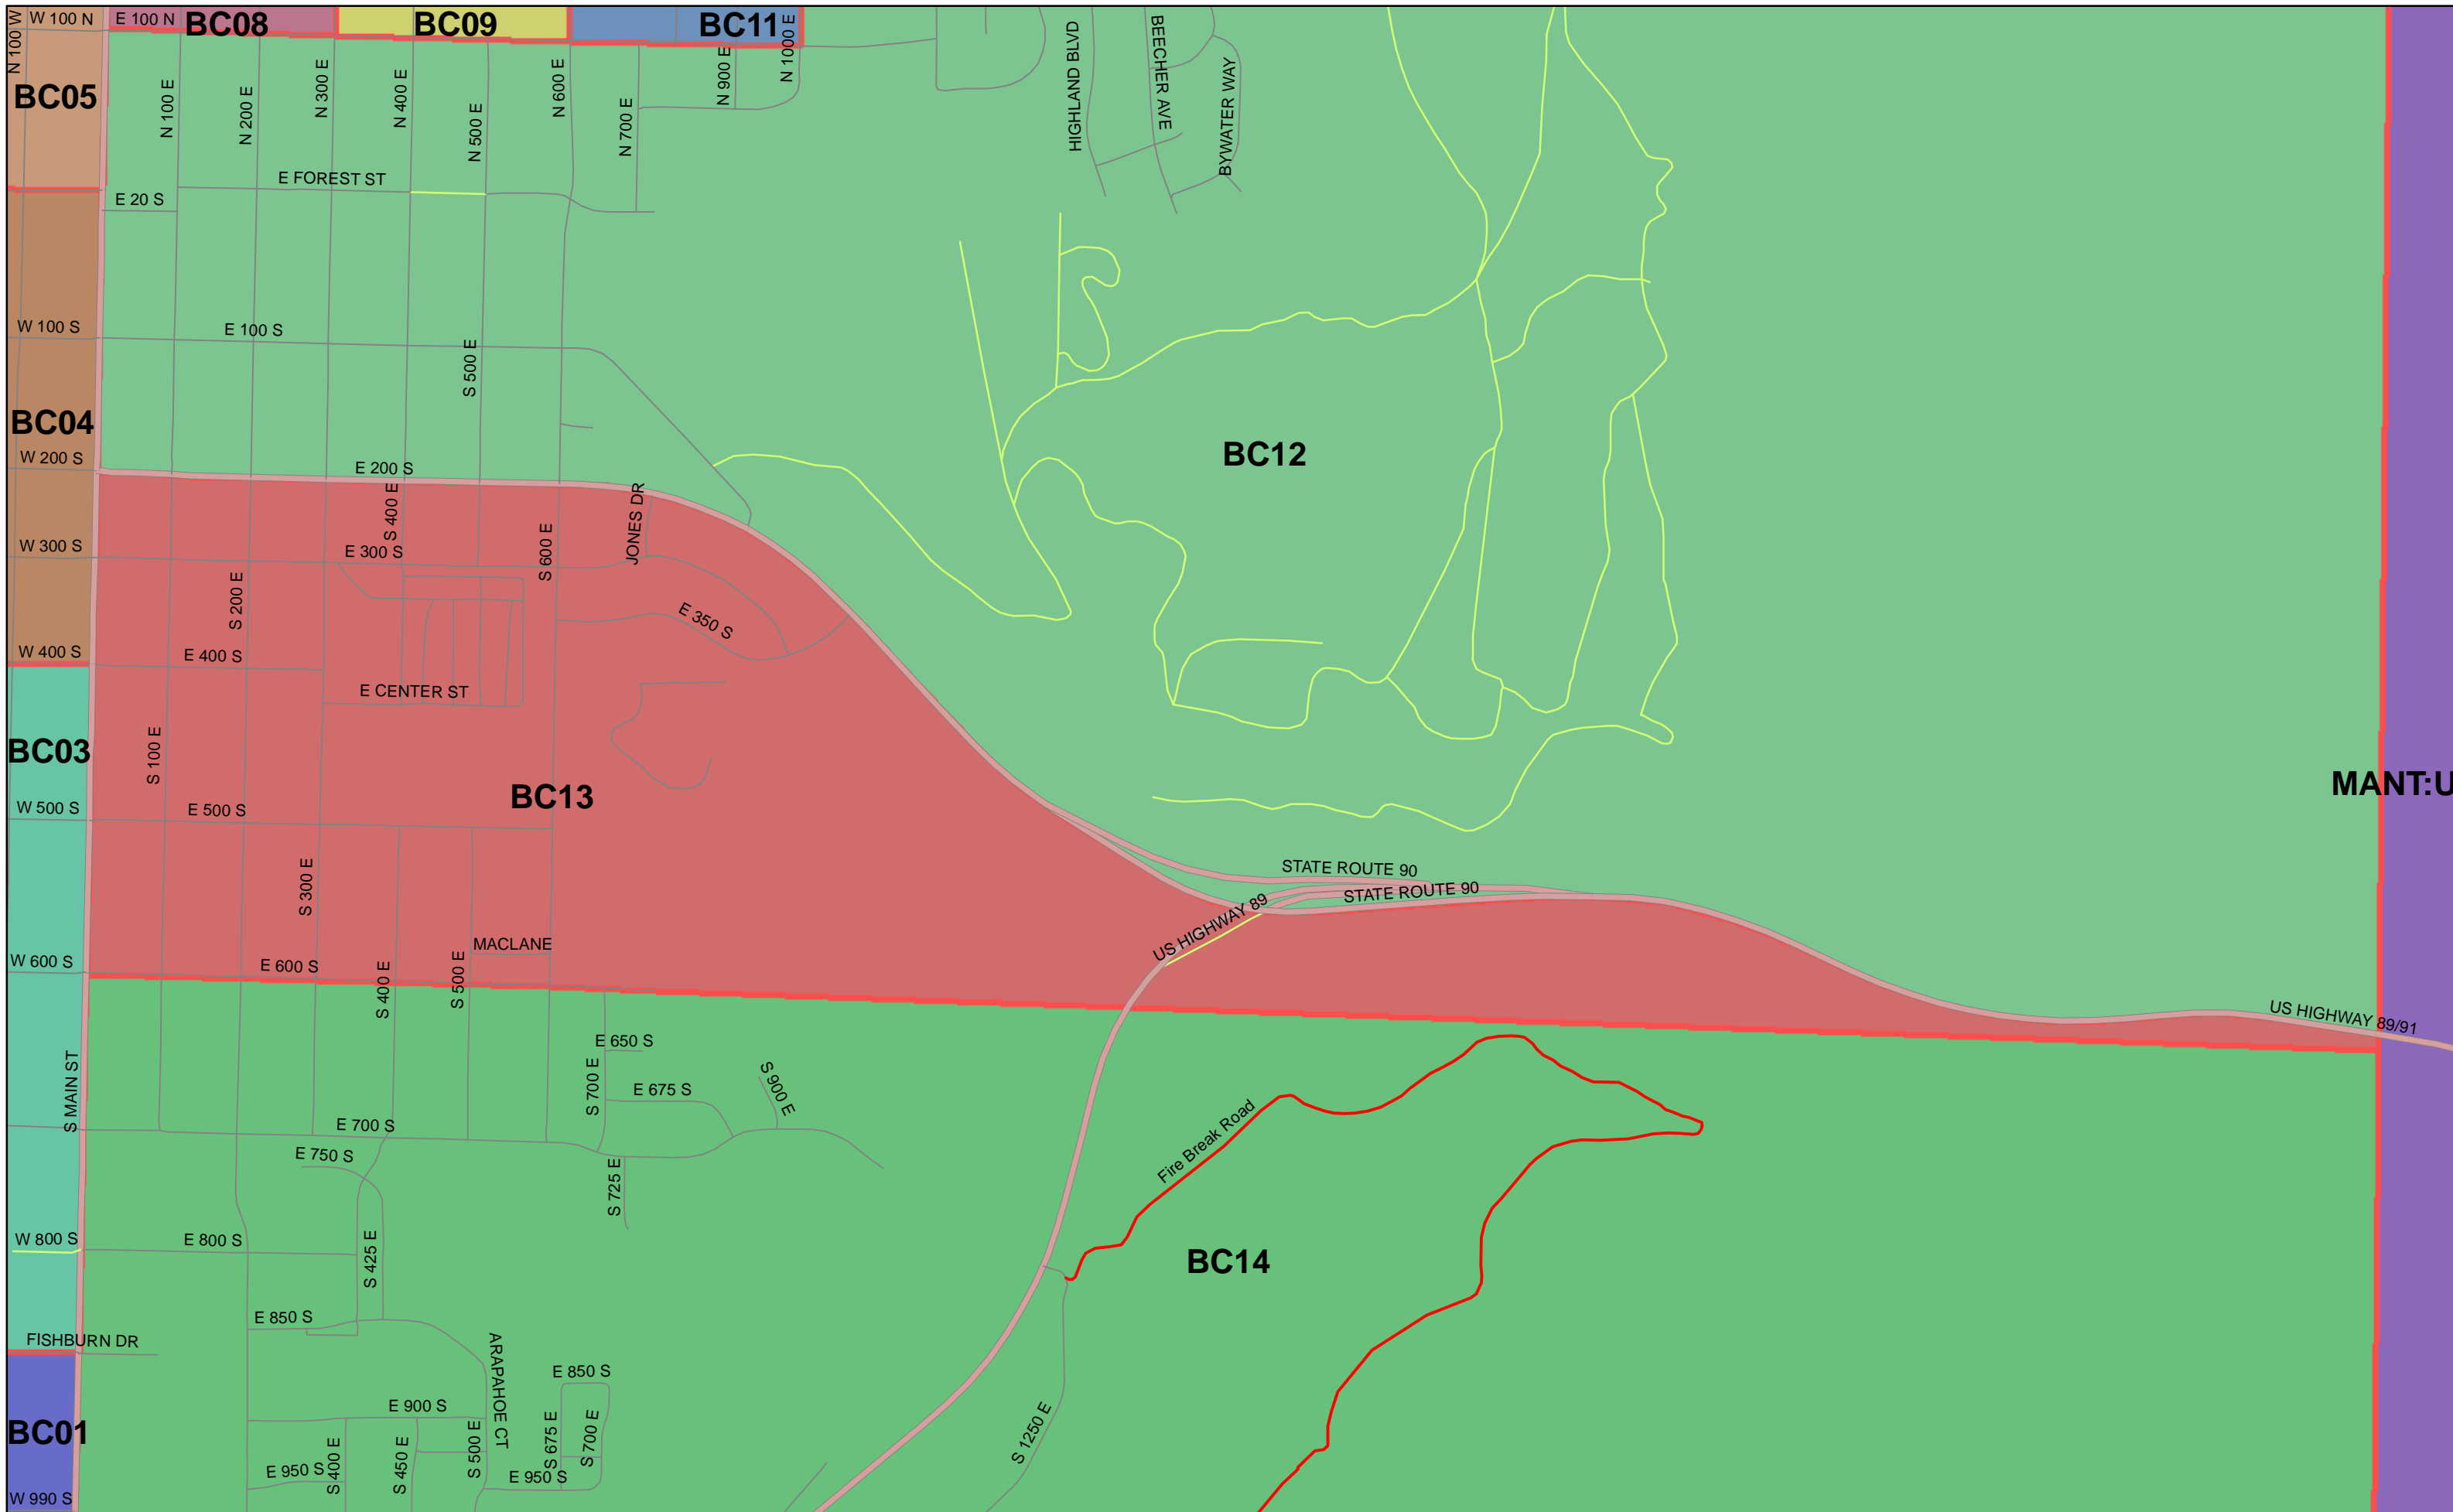 W 100 N
E 100 N
BC08
BC09
BC11
N 100 W
N 1000 E
HIGHLAND BLVD
BEECHER AVE
BYWATER WAY
BC05
N 100 E
N 200 E
N 300 E
N 400 E
N 500 E
N 600 E
N 700 E
N 900 E
E FOREST ST
E 20 S
W 100 S
E 100 S
S 500 E
BC04
BC12
W 200 S
E 200 S
S 400 E
JONES DR
W 300 S
E 300 S
S 600 E
S 200 E
E 350 S
W 400 S
E 400 S
E CENTER ST
BC03
S 100 E
BC13
MANT:U
W 500 S
E 500 S
S 300 E
STATE ROUTE 90
STATE ROUTE 90
US HIGHWAY 89
MACLANE
W 600 S
E 600 S
S 400 E
S 500 E
US HIGHWAY 89/91
E 650 S
S MAIN ST
S 700 E
E 675 S
S 900 E
E 700 S
Fire Break Road
E 750 S
S 725 E
W 800 S
E 800 S
S 425 E
BC14
E 850 S
FISHBURN DR
ARAPAHOE CT
E 850 S
E 900 S
BC01
S 400 E
S 450 E
S 500 E
S 675 E
S 700 E
S 1250 E
E 950 S
E 950 S
W 990 S